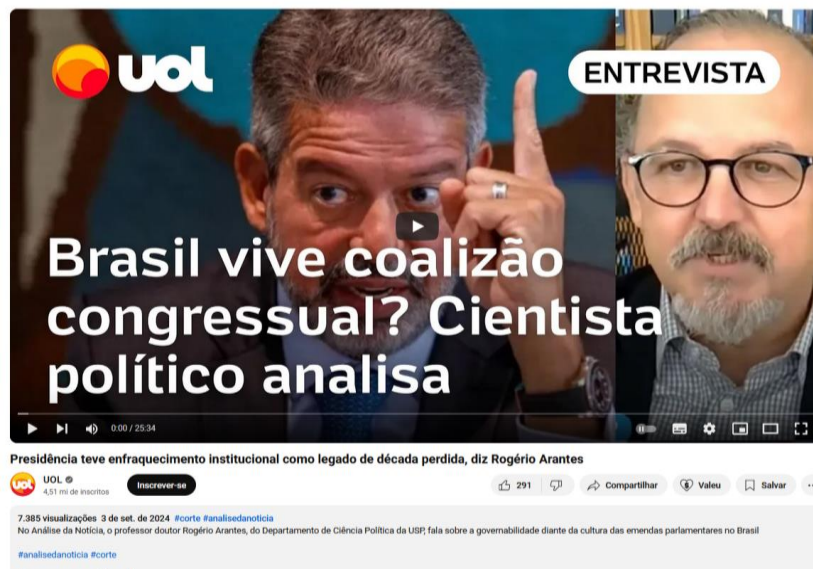 uol
ENTREVISTA
Brasil vive coalizão
congressual? Cientista
político analisa
0:00 / 25:34
Presidência teve enfraquecimento institucional como legado de década perdida, diz Rogério Arantes
uol
UOL
4,51 mi de inscritos
Inscrever-se
291
Compartilhar
Valeu
Salvar
7.385 visualizações 3 de set. de 2024 #corte #analisedanoticia
No Análise da Notícia, o professor doutor Rogério Arantes, do Departamento de Ciência Política da USP, fala sobre a governabilidade diante da cultura das emendas parlamentares no Brasil
#analisedanoticia #corte